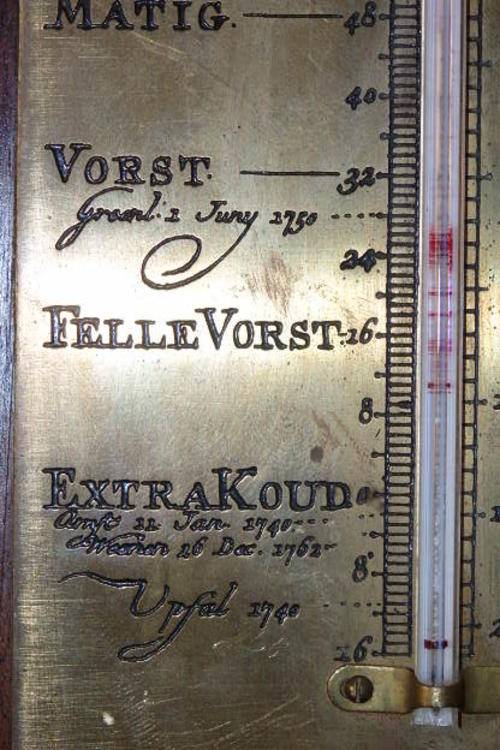 MATIG. 48
40
VORST. 32
Groenl. 1 Juny 1750
24
FELLE VORST 16
8
EXTRA KOUD 0
Amst 11 Jan. 1740
Weenen 16 Dec. 1762
8
Upsal 1740
16